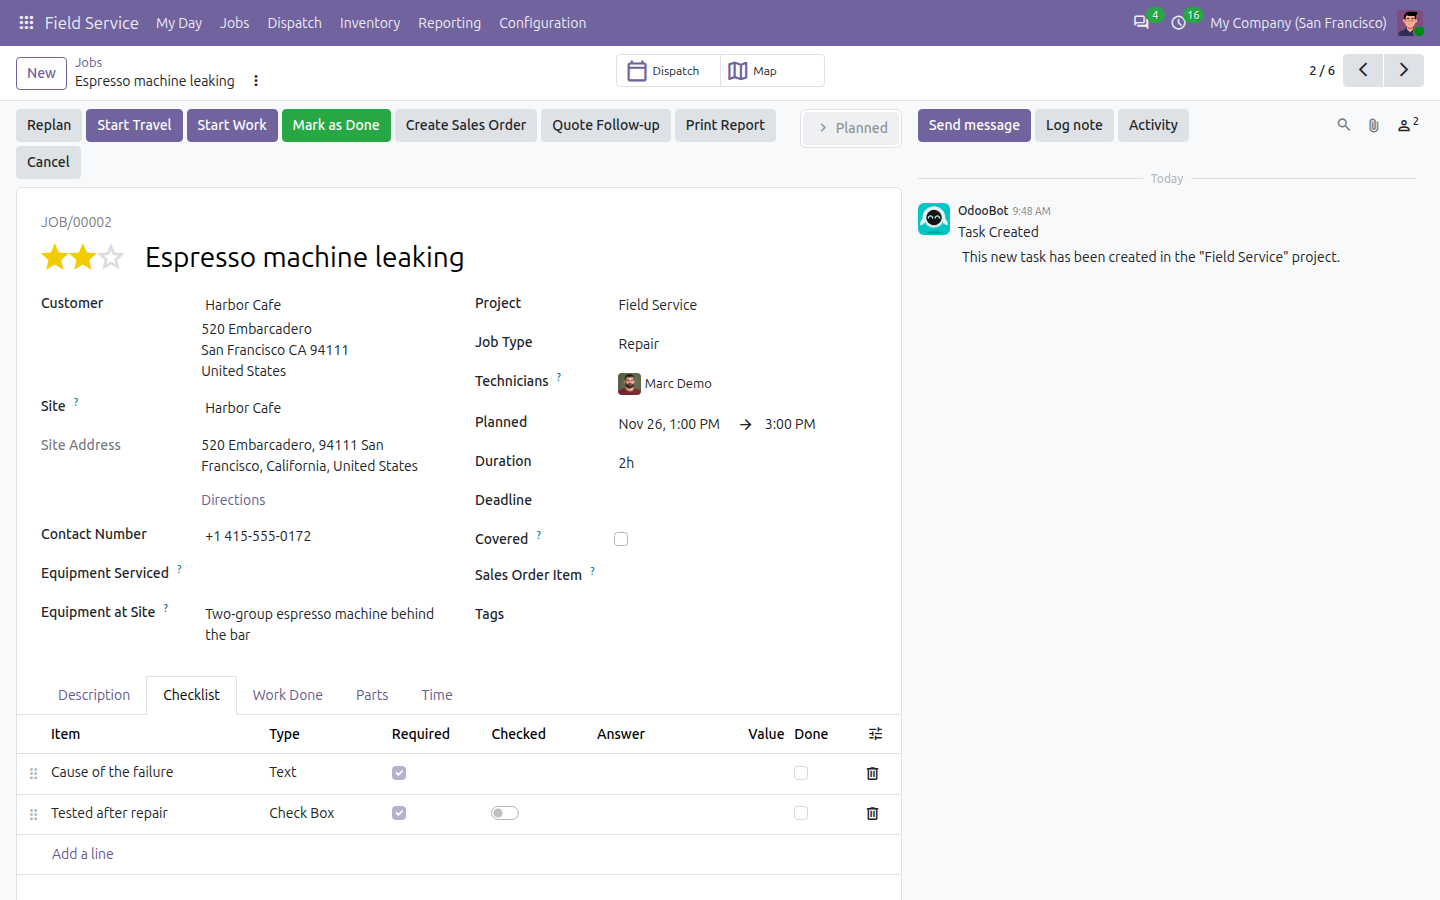 Field Service
My Day
Jobs
Dispatch
Inventory
Reporting
Configuration
4
16
My Company (San Francisco)
New
Jobs
Espresso machine leaking
Dispatch
Map
2 / 6
Replan
Start Travel
Start Work
Mark as Done
Create Sales Order
Quote Follow-up
Print Report
Cancel
Planned
Send message
Log note
Activity
2
Today
OdooBot 9:48 AM
Task Created
This new task has been created in the "Field Service" project.
JOB/00002
Espresso machine leaking
Customer
Harbor Cafe
520 Embarcadero
San Francisco CA 94111
United States
Site ?
Harbor Cafe
Site Address
520 Embarcadero, 94111 San
Francisco, California, United States
Directions
Contact Number
+1 415-555-0172
Equipment Serviced ?
Equipment at Site ?
Two-group espresso machine behind
the bar
Project
Field Service
Job Type
Repair
Technicians ?
Marc Demo
Planned
Nov 26, 1:00 PM → 3:00 PM
Duration
2h
Deadline
Covered ?
Sales Order Item ?
Tags
Description
Checklist
Work Done
Parts
Time
Item Type Required Checked Answer Value Done
Cause of the failure Text
Tested after repair Check Box
Add a line